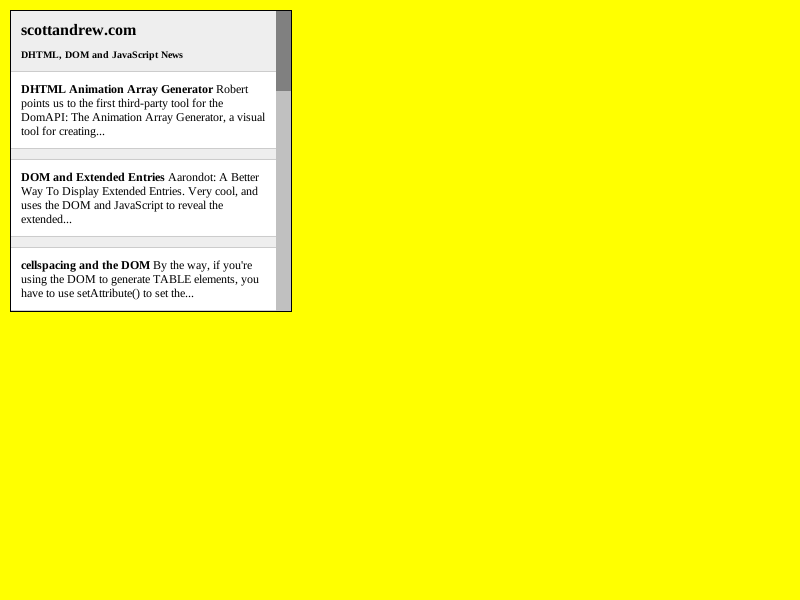 scottandrew.com
DHTML, DOM and JavaScript News
DHTML Animation Array Generator Robert
points us to the first third-party tool for the
DomAPI: The Animation Array Generator, a visual
tool for creating...
DOM and Extended Entries Aarondot: A Better
Way To Display Extended Entries. Very cool, and
uses the DOM and JavaScript to reveal the
extended...
cellspacing and the DOM By the way, if you're
using the DOM to generate TABLE elements, you
have to use setAttribute() to set the...